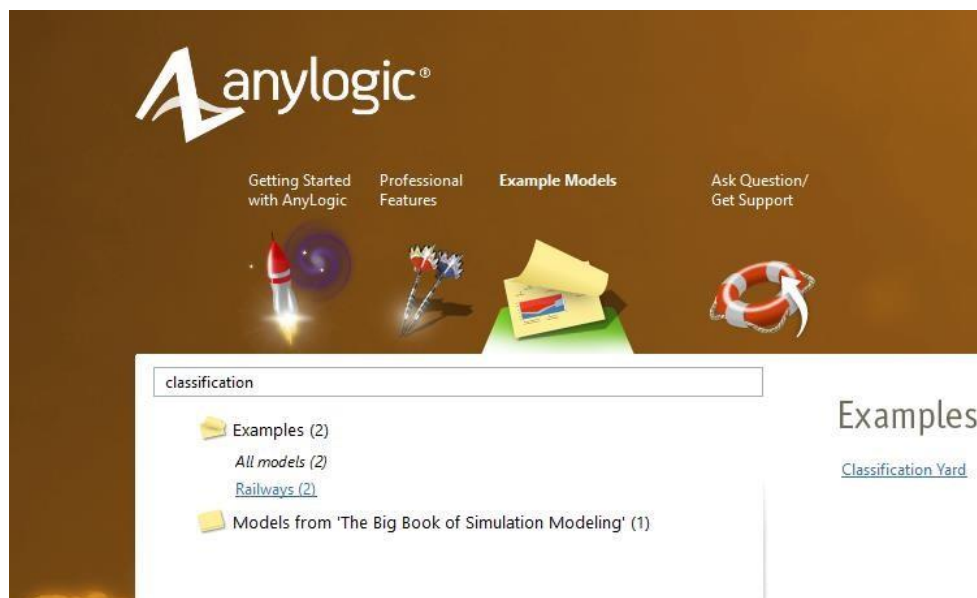 anylogic®
Getting Started
with AnyLogic
Professional
Features
Example Models
Ask Question/
Get Support
classification
Examples (2)
All models (2)
Railways (2)
Models from 'The Big Book of Simulation Modeling' (1)
Examples
Classification Yard